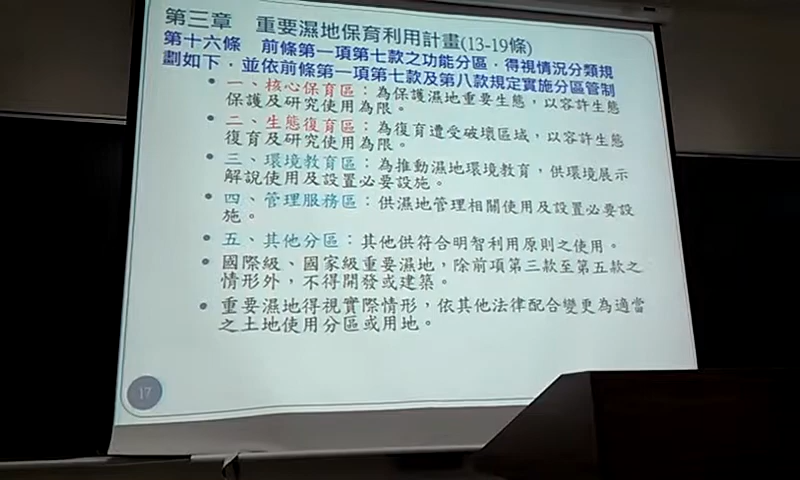 第三章　重要濕地保育利用計畫(13-19條)
第十六條　前條第一項第七款之功能分區，得視情況分類規
劃如下，並依前條第一項第七款及第八款規定實施分區管制
• 一、核心保育區：為保護濕地重要生態，以容許生態
保護及研究使用為限。
• 二、生態復育區：為復育遭受破壞區域，以容許生態
復育及研究使用為限。
• 三、環境教育區：為推動濕地環境教育，供環境展示
解說使用及設置必要設施。
• 四、管理服務區：供濕地管理相關使用及設置必要設
施。
• 五、其他分區：其他供符合明智利用原則之使用。
• 國際級、國家級重要濕地，除前項第三款至第五款之
情形外，不得開發或建築。
• 重要濕地得視實際情形，依其他法律配合變更為適當
之土地使用分區或用地。
17